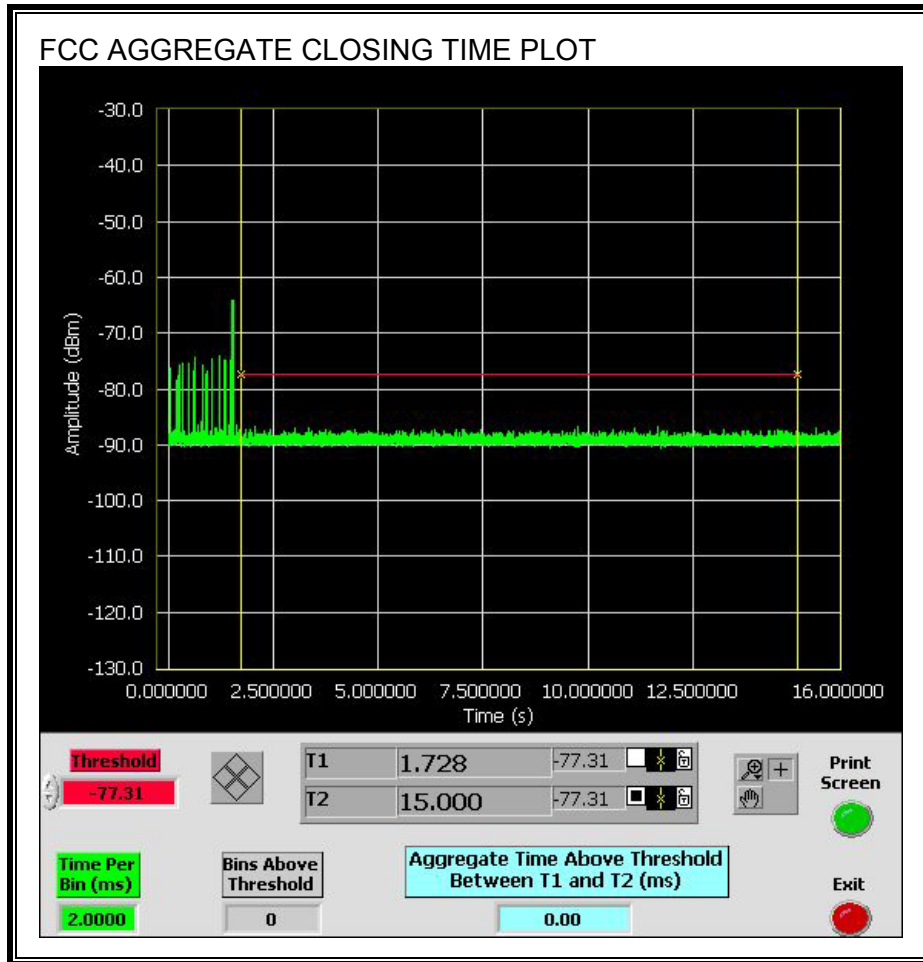 FCC AGGREGATE CLOSING TIME PLOT
-30.0
-40.0
-50.0
-60.0
-70.0
-80.0
-90.0
-100.0
-110.0
-120.0
-130.0
Amplitude (dBm)
0.000000 2.500000 5.000000 7.500000 10.000000 12.500000 16.000000
Time (s)
Threshold
-77.31
T1 1.728 -77.31
T2 15.000 -77.31
Print
Screen
Time Per
Bin (ms)
2.0000
Bins Above
Threshold
0
Aggregate Time Above Threshold
Between T1 and T2 (ms)
0.00
Exit